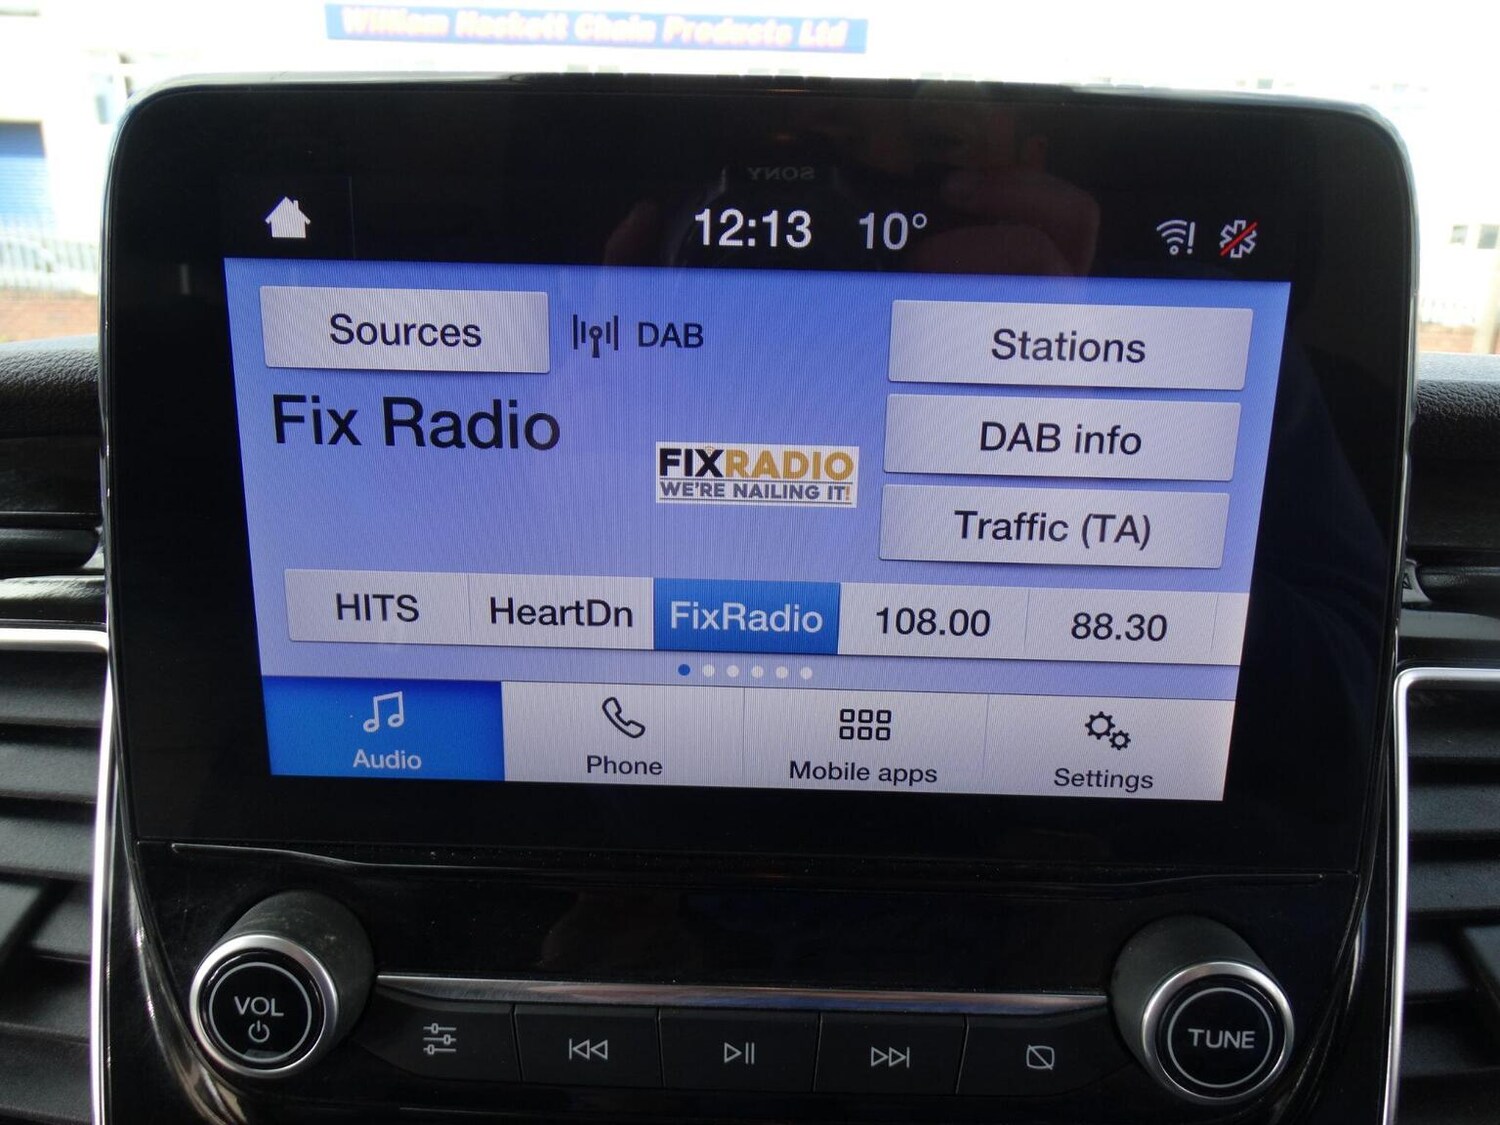 William Hackett Chain Products Ltd
SONY
12:13 10°
Sources DAB Stations
Fix Radio
DAB info
FIXRADIO
WE'RE NAILING IT!
Traffic (TA)
HITS HeartDn FixRadio 108.00 88.30
Audio Phone Mobile apps Settings
VOL
TUNE